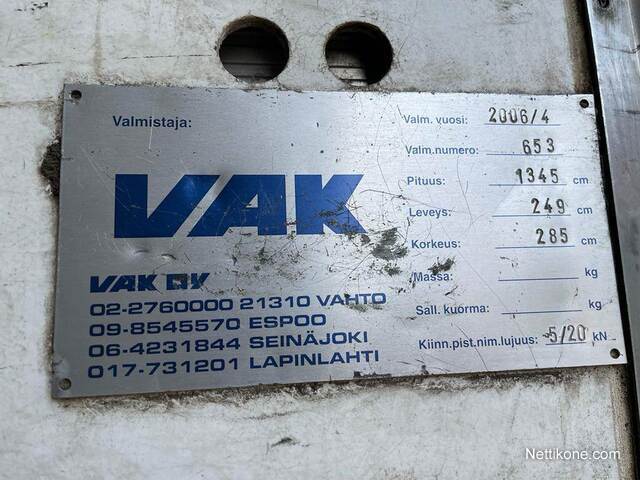 Valmistaja:
VAK
VAK OY
02-2760000 21310 VAHTO
09-8545570 ESPOO
06-4231844 SEINÄJOKI
017-731201 LAPINLAHTI
Valm. vuosi: 2006/4
Valm.numero: 653
Pituus: 1345 cm
Leveys: 249 cm
Korkeus: 285 cm
Massa: kg
Sall. kuorma: kg
Kiinn.pist.nim.lujuus: 5/20 kN
Nettikone.com